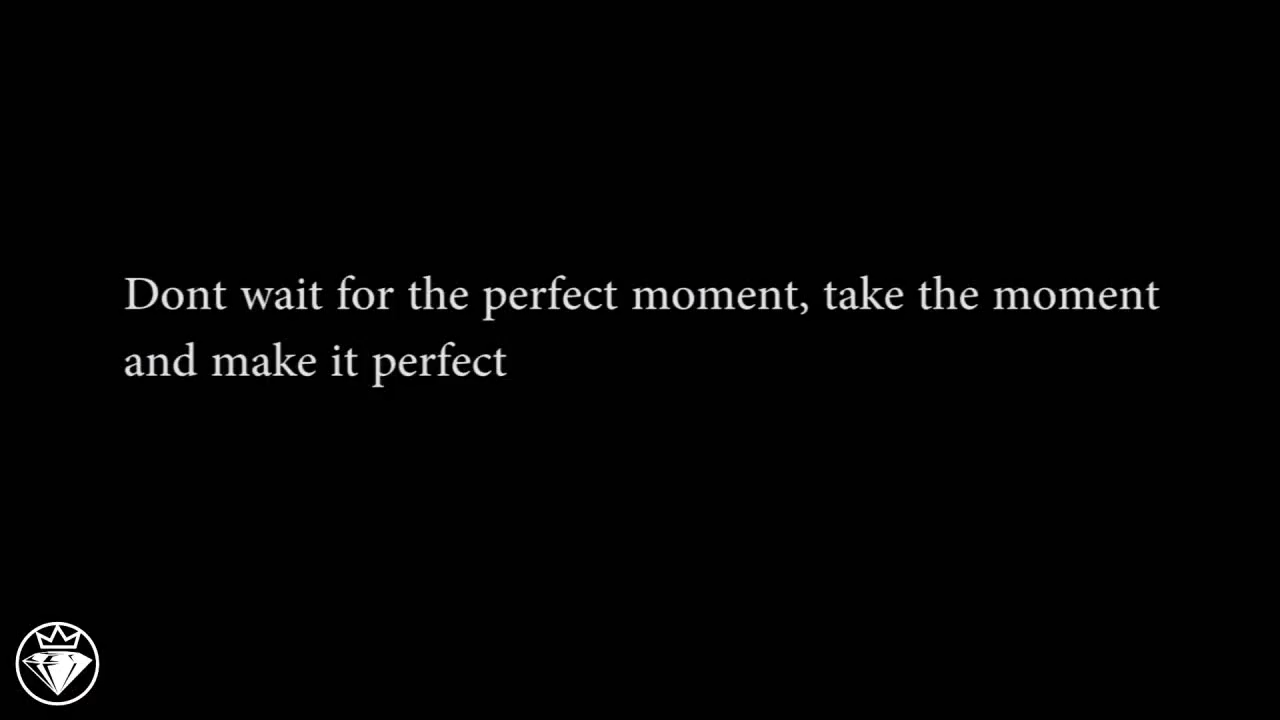 Dont wait for the perfect moment, take the moment
and make it perfect